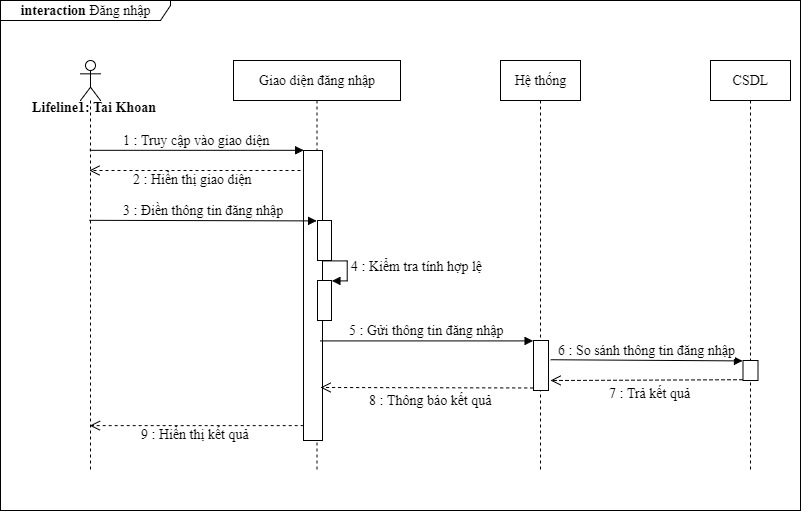 interaction Đăng nhập
Giao diện đăng nhập
Hệ thống
CSDL
Lifeline1: Tai Khoan
1 : Truy cập vào giao diện
2 : Hiển thị giao diện
3 : Điền thông tin đăng nhập
4 : Kiểm tra tính hợp lệ
5 : Gửi thông tin đăng nhập
6 : So sánh thông tin đăng nhập
7 : Trả kết quả
8 : Thông báo kết quả
9 : Hiển thị kết quả